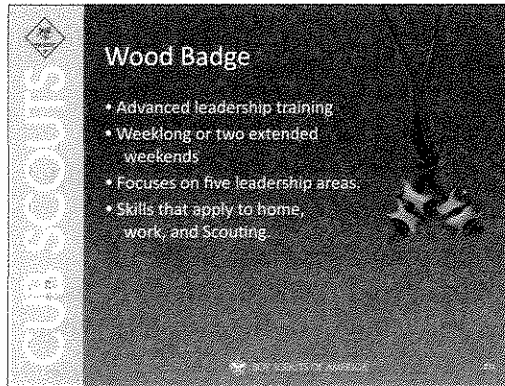 CUB SCOUTS
Wood Badge
• Advanced leadership training
• Weeklong or two extended
weekends
• Focuses on five leadership areas.
• Skills that apply to home,
work, and Scouting.
BOY SCOUTS OF AMERICA